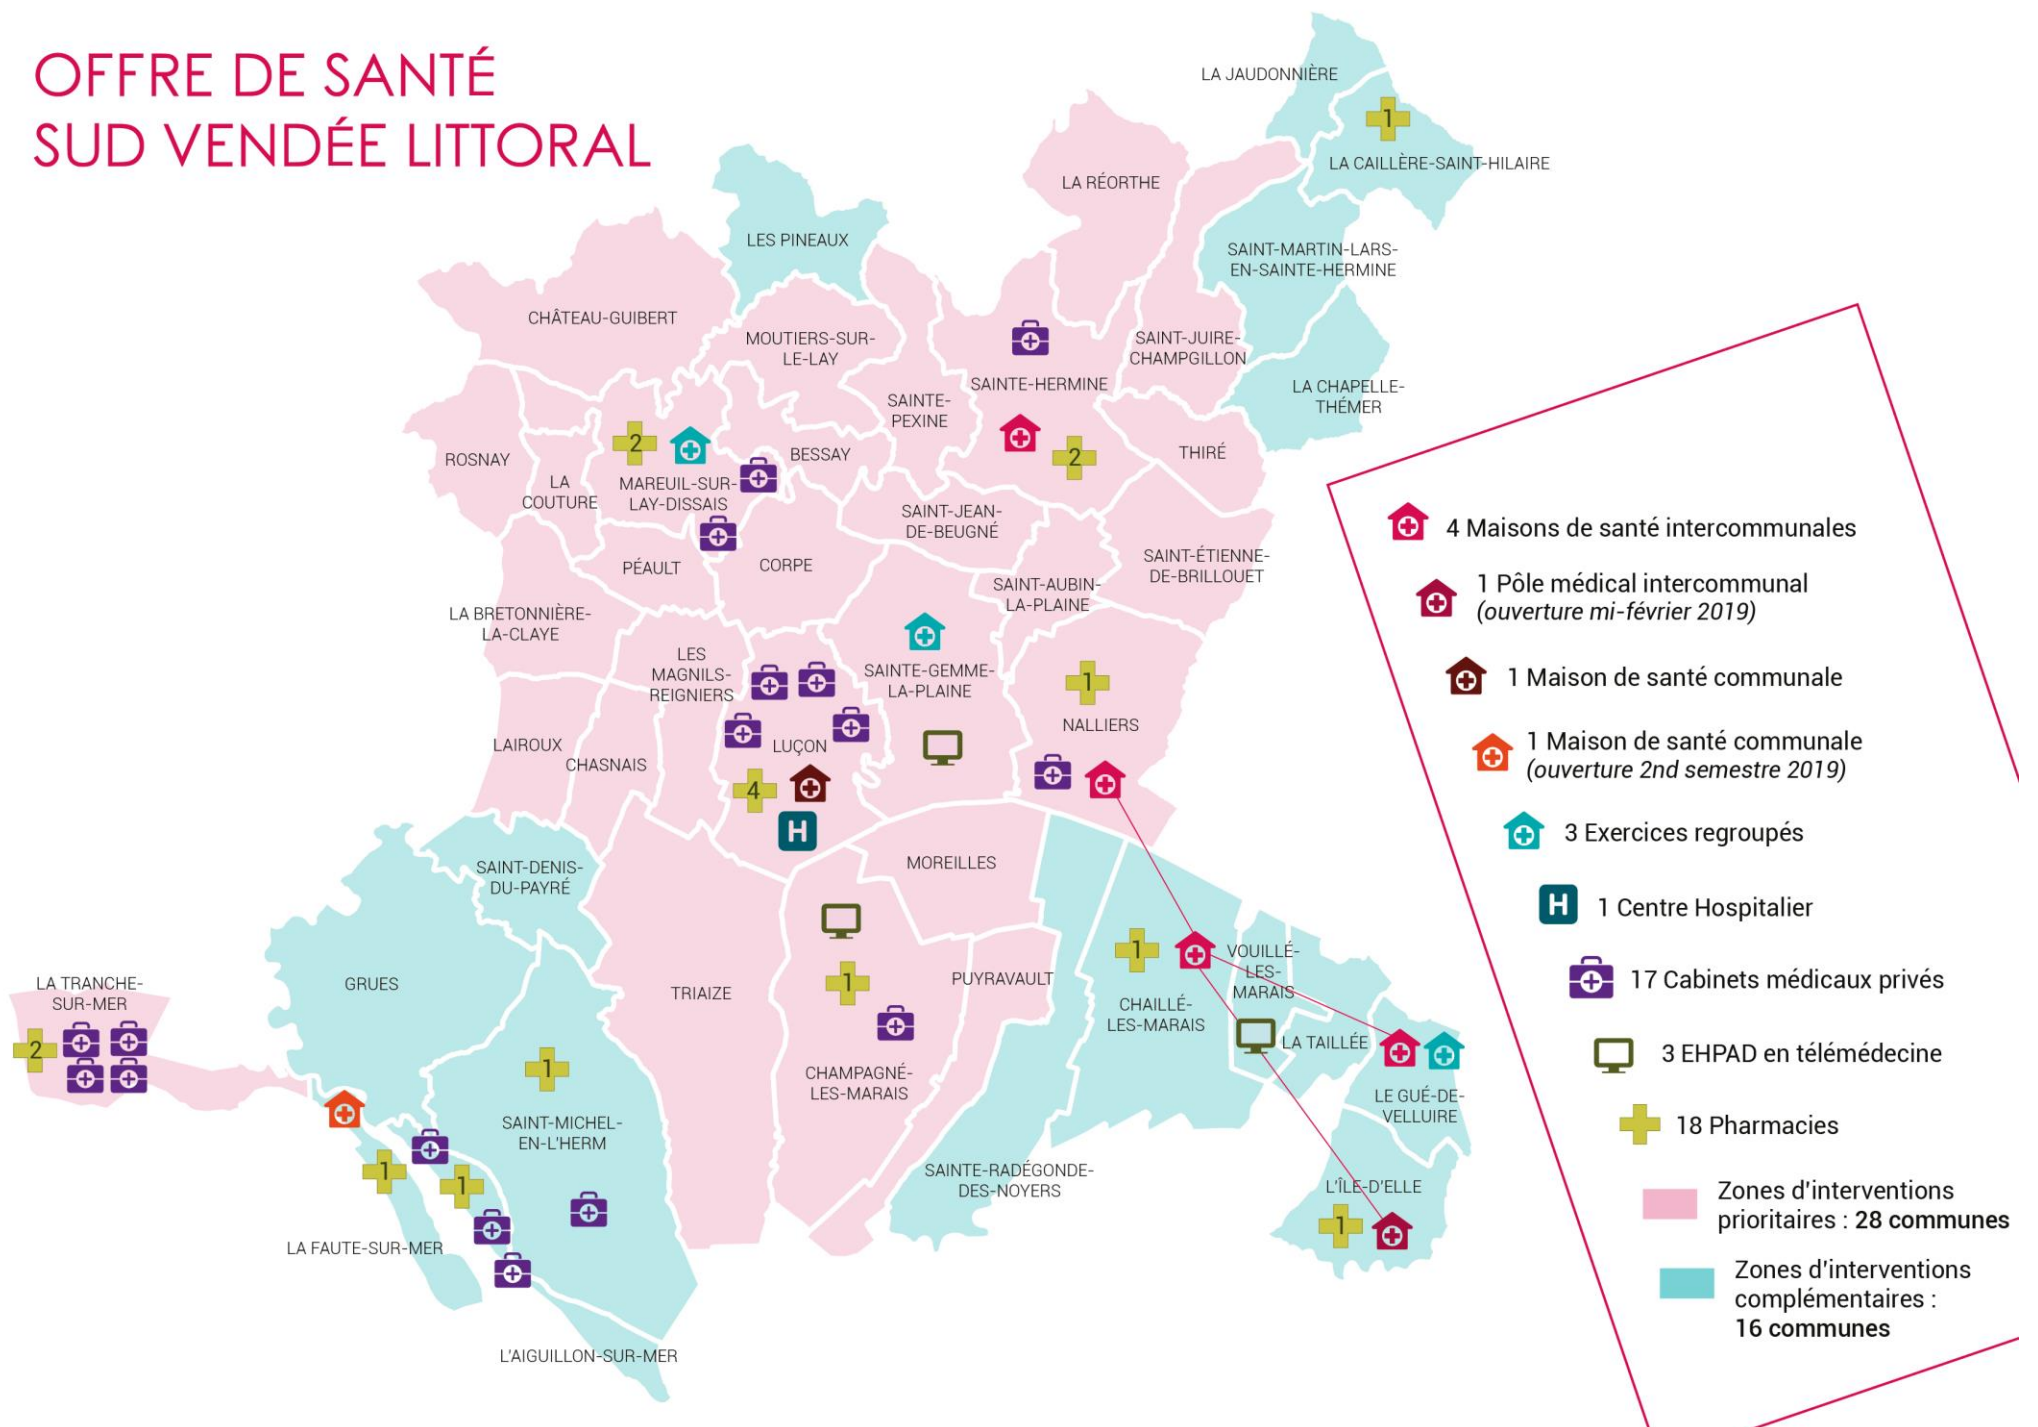 OFFRE DE SANTÉ
SUD VENDÉE LITTORAL
LA JAUDONNIÈRE
1
LA CAILLÈRE-SAINT-HILAIRE
LA RÉORTHE
LES PINEAUX
SAINT-MARTIN-LARS-
EN-SAINTE-HERMINE
CHÂTEAU-GUIBERT
MOUTIERS-SUR-
LE-LAY
SAINT-JUIRE-
CHAMPGILLON
SAINTE-HERMINE
2
LA CHAPELLE-
THÉMER
SAINTE-
PEXINE
ROSNAY
LA
COUTURE
2
MAREUIL-SUR-
LAY-DISSAIS
BESSAY
THIRÉ
SAINT-JEAN-
DE-BEUGNÉ
PÉAULT
CORPE
SAINT-ÉTIENNE-
DE-BRILLOUET
SAINT-AUBIN-
LA-PLAINE
LA BRETONNIÈRE-
LA-CLAYE
LES
MAGNILS-
REIGNIERS
SAINTE-GEMME-
LA-PLAINE
1
NALLIERS
LAIROUX
CHASNAIS
LUÇON
4
H
SAINT-DENIS-
DU-PAYRÉ
MOREILLES
GRUES
TRIAIZE
1
CHAMPAGNÉ-
LES-MARAIS
PUYRAVAULT
1
CHAILLÉ-
LES-MARAIS
VOUILLÉ-
LES-
MARAIS
LA TAILLÉE
LE GUÉ-DE-
VELLUIRE
LA TRANCHE-
SUR-MER
2
1
SAINT-MICHEL-
EN-L'HERM
1
1
LA FAUTE-SUR-MER
SAINTE-RADÉGONDE-
DES-NOYERS
L'ÎLE-D'ELLE
1
L'AIGUILLON-SUR-MER
4 Maisons de santé intercommunales
1 Pôle médical intercommunal
(ouverture mi-février 2019)
1 Maison de santé communale
1 Maison de santé communale
(ouverture 2nd semestre 2019)
3 Exercices regroupés
H
1 Centre Hospitalier
17 Cabinets médicaux privés
3 EHPAD en télémédecine
18 Pharmacies
Zones d'interventions
prioritaires : 28 communes
Zones d'interventions
complémentaires :
16 communes